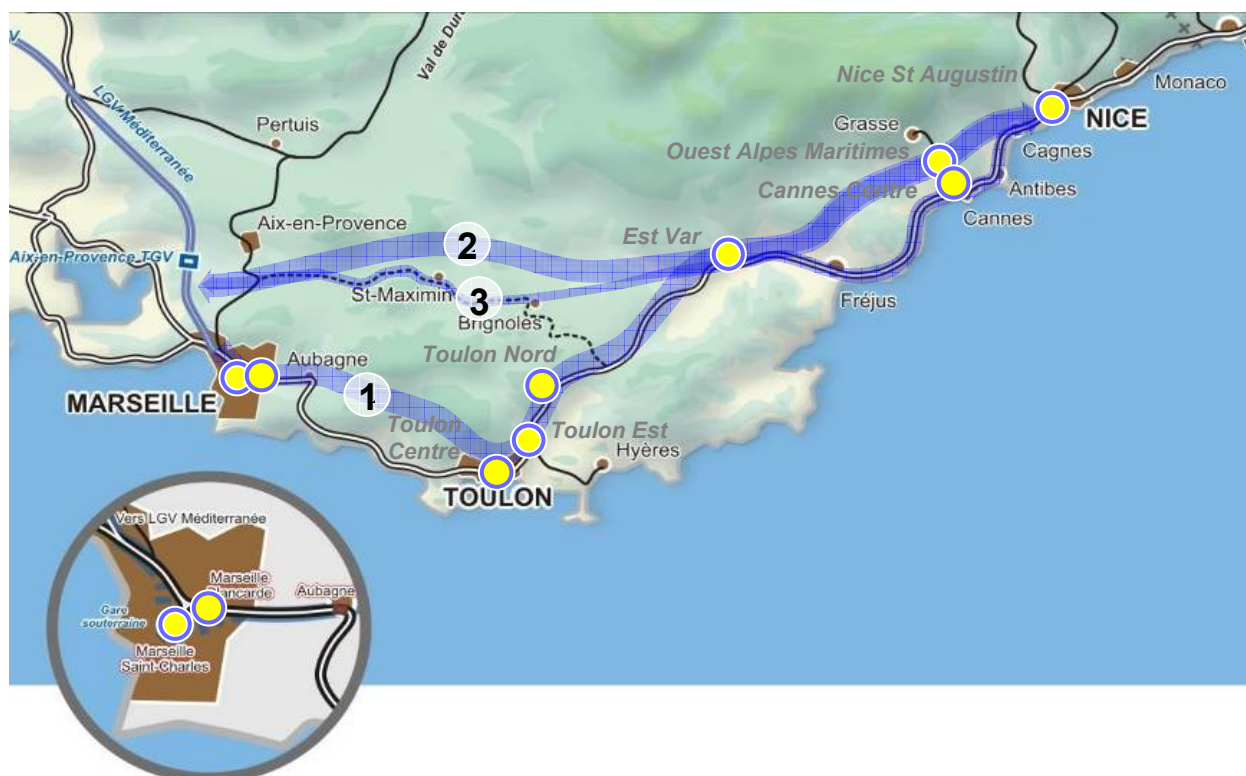 Val de Dura
V
LGV Méditerranée
Nice St Augustin
Monaco
Pertuis
Grasse
NICE
Cagnes
Ouest Alpes Maritimes
Cannes Centre
Antibes
Cannes
Aix-en-Provence
Est Var
2
Aix-en-Provence TGV
St-Maximin
3
Brignoles
Fréjus
Toulon Nord
Aubagne
MARSEILLE
1
Toulon
Centre
Toulon Est
Hyères
TOULON
Vers LGV Méditerranée
Marseille
Blancarde
Aubagne
Gare
souterraine
Marseille
Saint-Charles